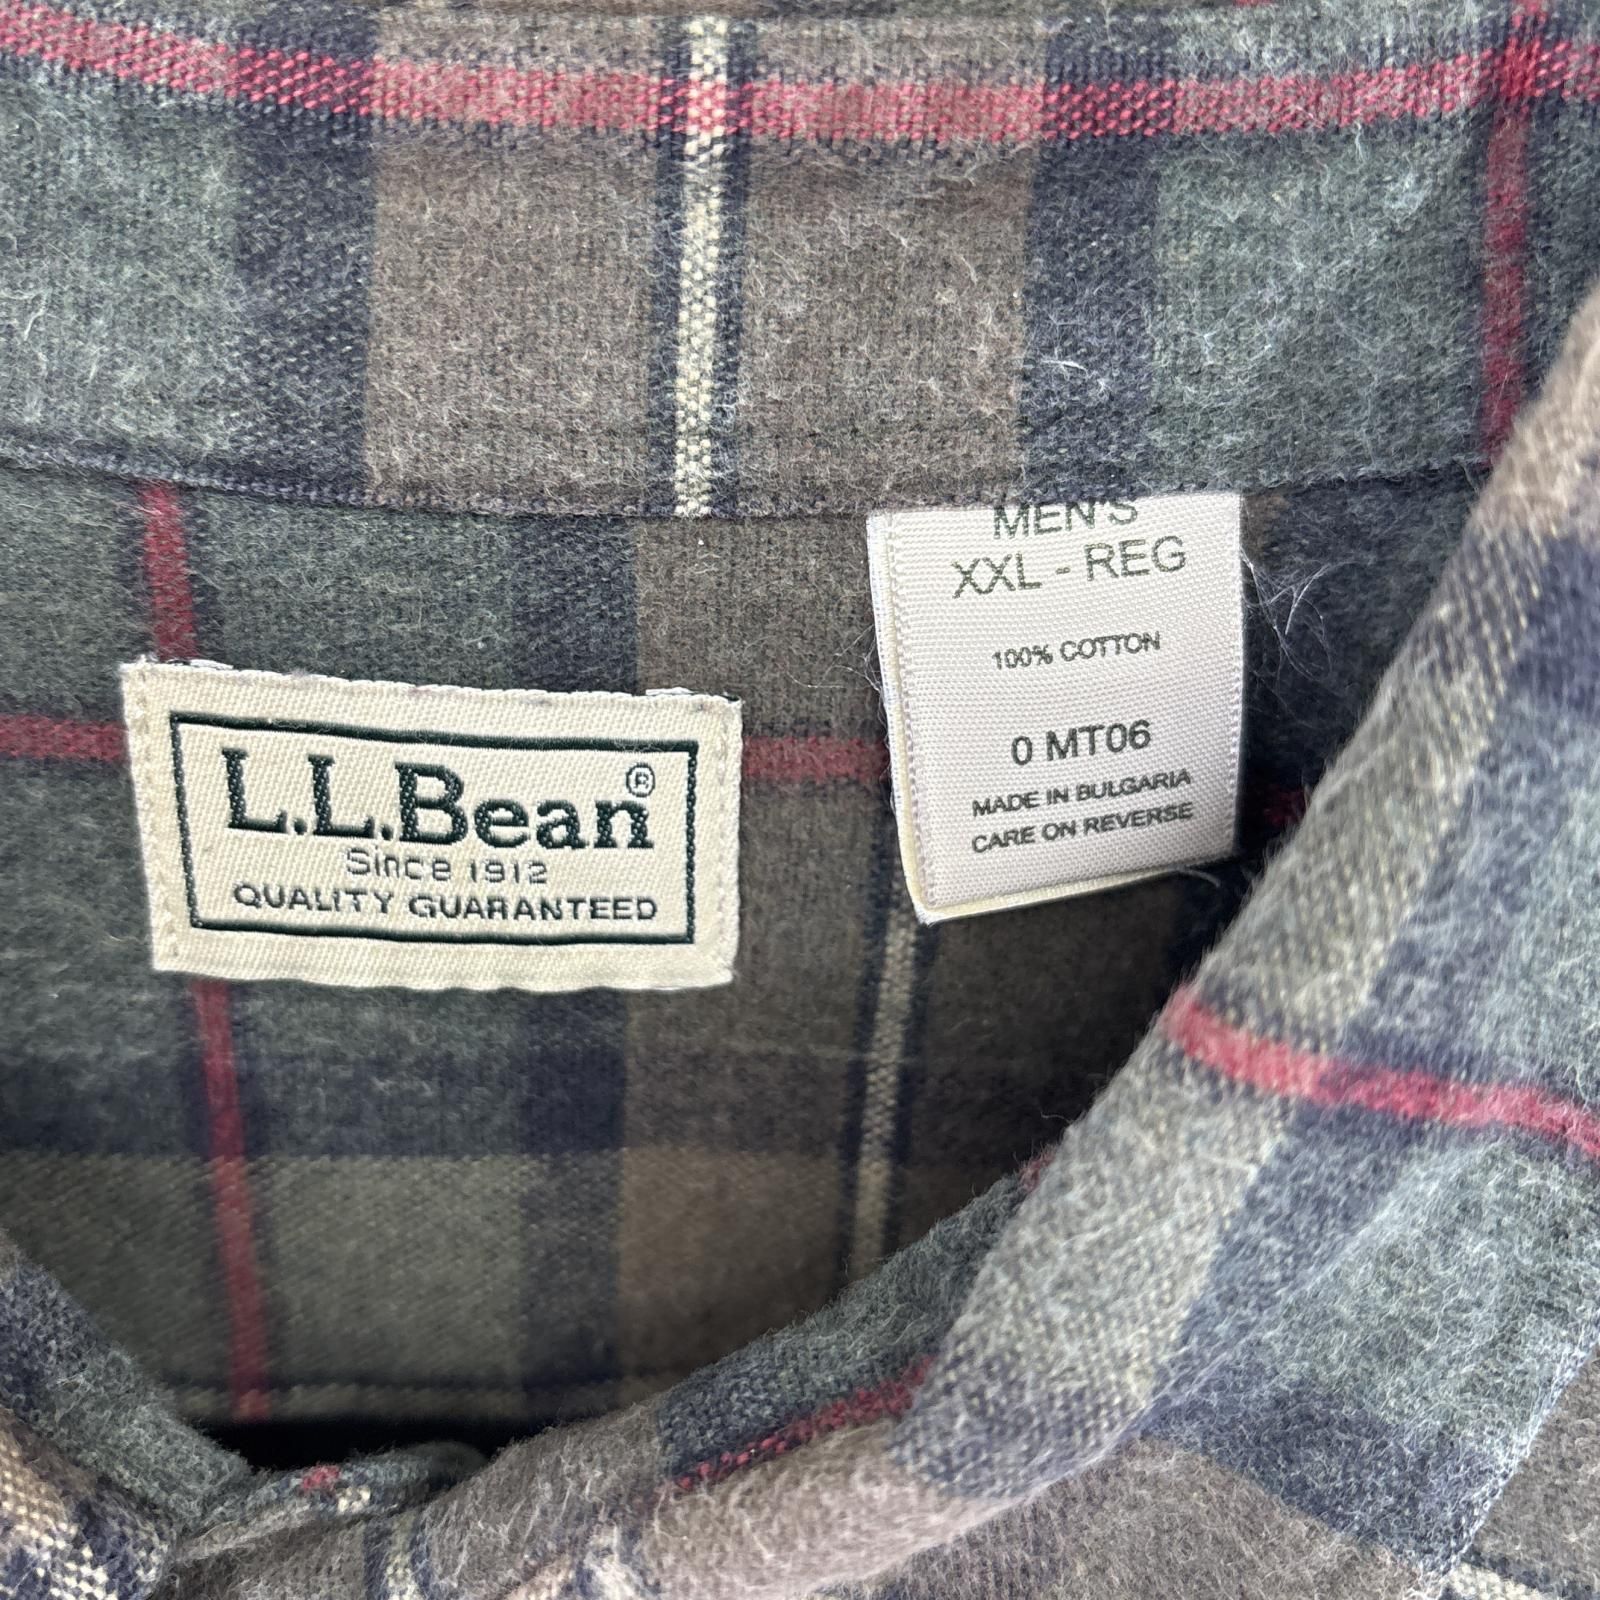 L.L.Bean®
Since 1912
QUALITY GUARANTEED
MEN'S
XXL - REG
100% COTTON
0 MT06
MADE IN BULGARIA
CARE ON REVERSE